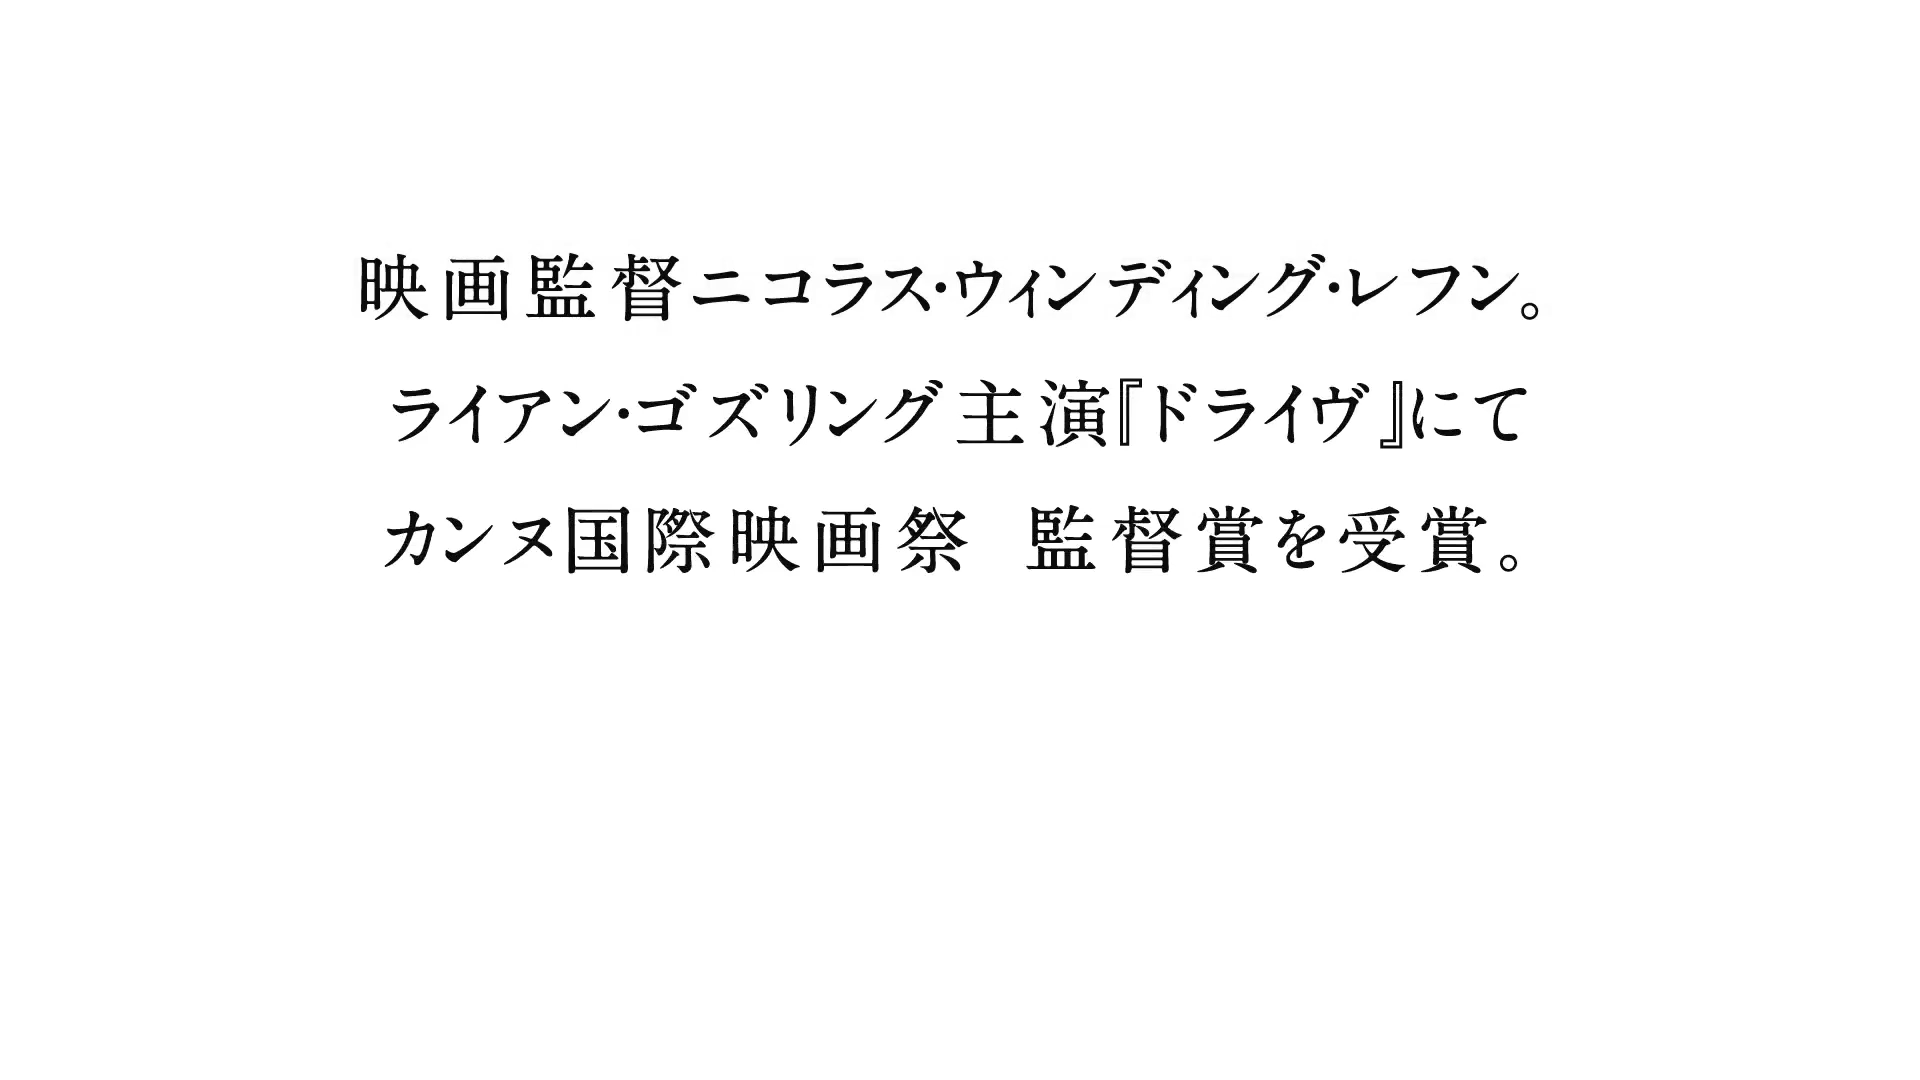 映画監督ニコラス・ウィンディング・レフン。
ライアン・ゴズリング主演『ドライヴ』にて
カンヌ国際映画祭　監督賞を受賞。